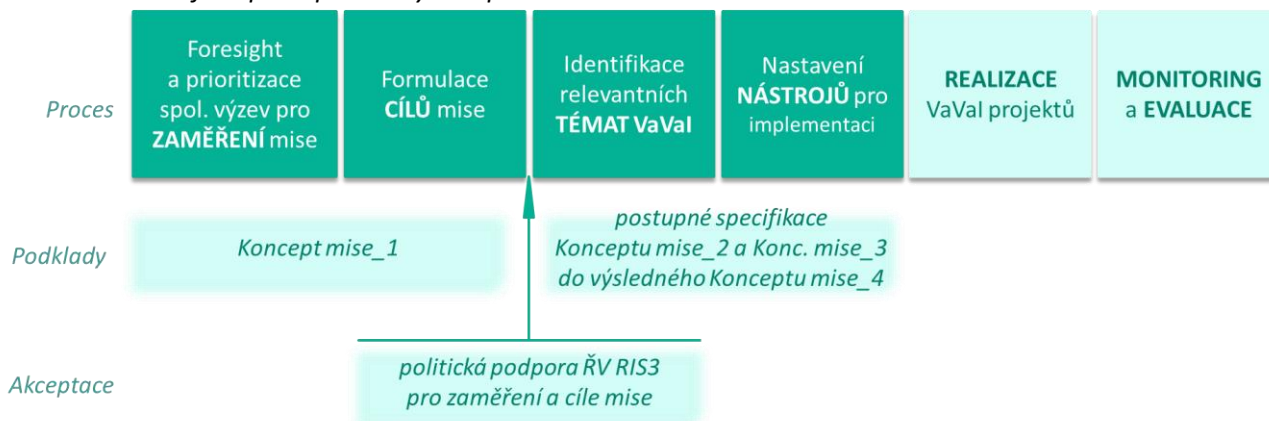 Proces
Foresight
a prioritizace
spol. výzev pro
ZAMĚŘENÍ mise
Formulace
CÍLŮ mise
Identifikace
relevantních
TÉMAT VaVaI
Nastavení
NÁSTROJŮ pro
implementaci
REALIZACE
VaVaI projektů
MONITORING
a EVALUACE
Podklady
Koncept mise_1
postupné specifikace
Konceptu mise_2 a Konc. mise_3
do výsledného Konceptu mise_4
Akceptace
politická podpora ŘV RIS3
pro zaměření a cíle mise